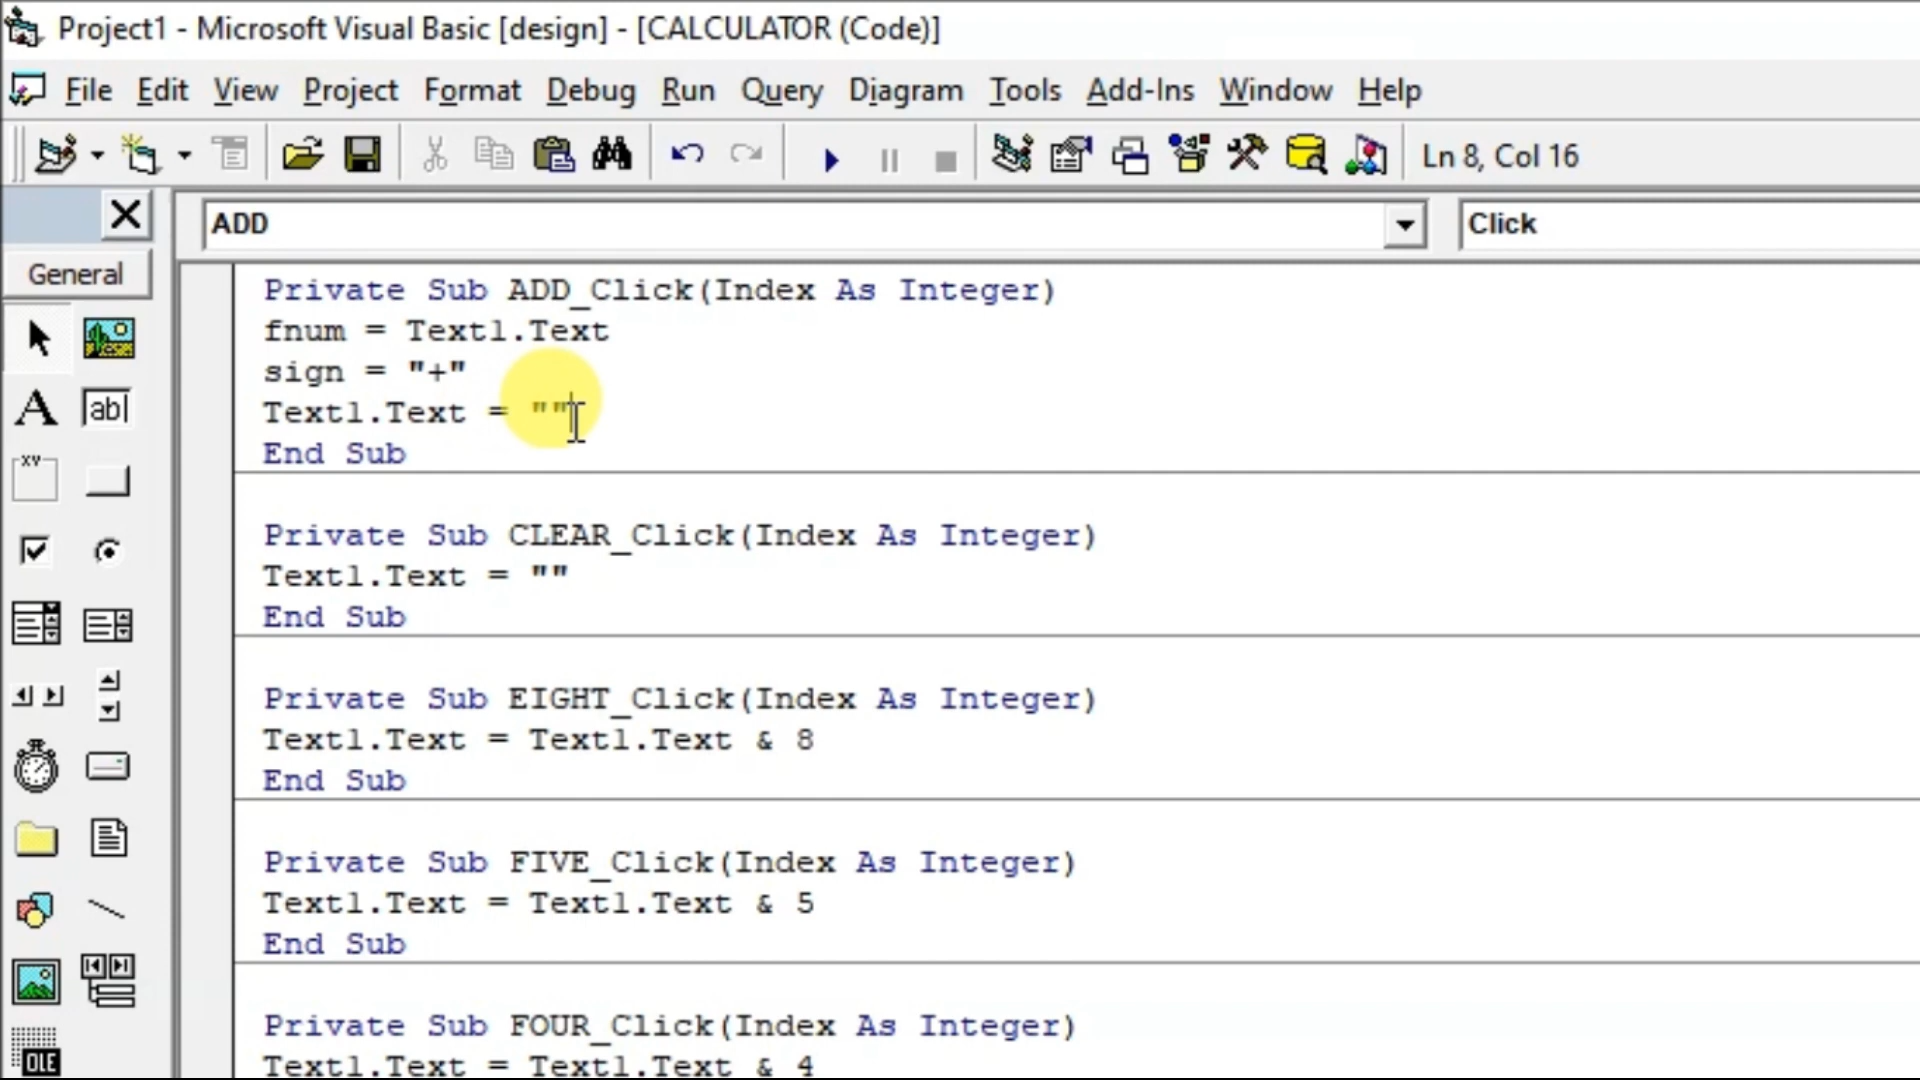 Project1 - Microsoft Visual Basic [design] - [CALCULATOR (Code)]
File Edit View Project Format Debug Run Query Diagram Tools Add-Ins Window Help
Ln 8, Col 16
ADD
Click
General
Private Sub ADD_Click(Index As Integer)
fnum = Text1.Text
sign = "+"
Text1.Text = ""
End Sub
Private Sub CLEAR_Click(Index As Integer)
Text1.Text = ""
End Sub
Private Sub EIGHT_Click(Index As Integer)
Text1.Text = Text1.Text & 8
End Sub
Private Sub FIVE_Click(Index As Integer)
Text1.Text = Text1.Text & 5
End Sub
Private Sub FOUR_Click(Index As Integer)
Text1.Text = Text1.Text & 4
A
ab
XY
OLE